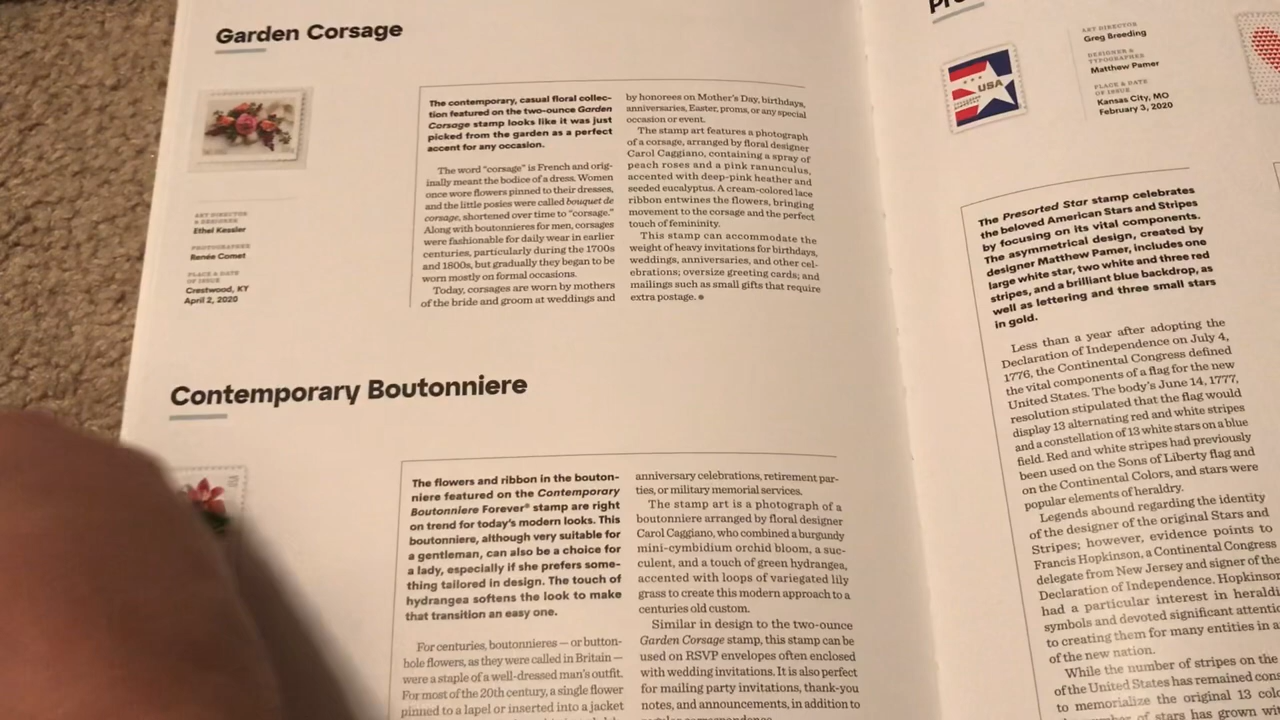 Garden Corsage
ART DIRECTOR
& DESIGNER
Ethel Kessler
PHOTOGRAPHER
Renée Comet
PLACE & DATE
OF ISSUE
Crestwood, KY
April 2, 2020
The contemporary, casual floral collec-
tion featured on the two-ounce Garden
Corsage stamp looks like it was just
picked from the garden as a perfect
accent for any occasion.
The word “corsage” is French and orig-
inally meant the bodice of a dress. Women
once wore flowers pinned to their dresses,
and the little posies were called bouquet de
corsage, shortened over time to “corsage.”
Along with boutonnieres for men, corsages
were fashionable for daily wear in earlier
centuries, particularly during the 1700s
and 1800s, but gradually they began to be
worn mostly on formal occasions.
Today, corsages are worn by mothers
of the bride and groom at weddings and
by honorees on Mother’s Day, birthdays,
anniversaries, Easter, proms, or any special
occasion or event.
The stamp art features a photograph
of a corsage, arranged by floral designer
Carol Caggiano, containing a spray of
peach roses and a pink ranunculus,
accented with deep-pink heather and
seeded eucalyptus. A cream-colored lace
ribbon entwines the flowers, bringing
movement to the corsage and the perfect
touch of femininity.
This stamp can accommodate the
weight of heavy invitations for birthdays,
weddings, anniversaries, and other cel-
ebrations; oversize greeting cards; and
mailings such as small gifts that require
extra postage.
Contemporary Boutonniere
The flowers and ribbon in the bouton-
niere featured on the Contemporary
Boutonniere Forever® stamp are right
on trend for today’s modern looks. This
boutonniere, although very suitable for
a gentleman, can also be a choice for
a lady, especially if she prefers some-
thing tailored in design. The touch of
hydrangea softens the look to make
that transition an easy one.
For centuries, boutonnieres — or button-
hole flowers, as they were called in Britain —
were a staple of a well-dressed man’s outfit.
For most of the 20th century, a single flower
pinned to a lapel or inserted into a jacket
anniversary celebrations, retirement par-
ties, or military memorial services.
The stamp art is a photograph of a
boutonniere arranged by floral designer
Carol Caggiano, who combined a burgundy
mini-cymbidium orchid bloom, a suc-
culent, and a touch of green hydrangea,
accented with loops of variegated lily
grass to create this modern approach to a
centuries old custom.
Similar in design to the two-ounce
Garden Corsage stamp, this stamp can be
used on RSVP envelopes often enclosed
with wedding invitations. It is also perfect
for mailing party invitations, thank-you
notes, and announcements, in addition to
USA
ART DIRECTOR
Greg Breeding
DESIGNER &
TYPOGRAPHER
Matthew Pamer
PLACE & DATE
OF ISSUE
Kansas City, MO
February 3, 2020
The Presorted Star stamp celebrates
the beloved American Stars and Stripes
by focusing on its vital components.
The asymmetrical design, created by
designer Matthew Pamer, includes one
large white star, two white and three red
stripes, and a brilliant blue backdrop, as
well as lettering and three small stars
in gold.
Less than a year after adopting the
Declaration of Independence on July 4,
1776, the Continental Congress defined
the vital components of a flag for the new
United States. The body’s June 14, 1777,
resolution stipulated that the flag would
display 13 alternating red and white stripes
and a constellation of 13 white stars on a blue
field. Red and white stripes had previously
been used on the Sons of Liberty flag and
on the Continental Colors, and stars were
popular elements of heraldry.
Legends abound regarding the identity
of the designer of the original Stars and
Stripes; however, evidence points to
Francis Hopkinson, a Continental Congress
delegate from New Jersey and signer of the
Declaration of Independence. Hopkinson
had a particular interest in heraldi
symbols and devoted significant attentio
to creating them for many entities in a
of the new nation.
While the number of stripes on the
of the United States has remained cons
to memorialize the original 13 colo
of stars has grown wit